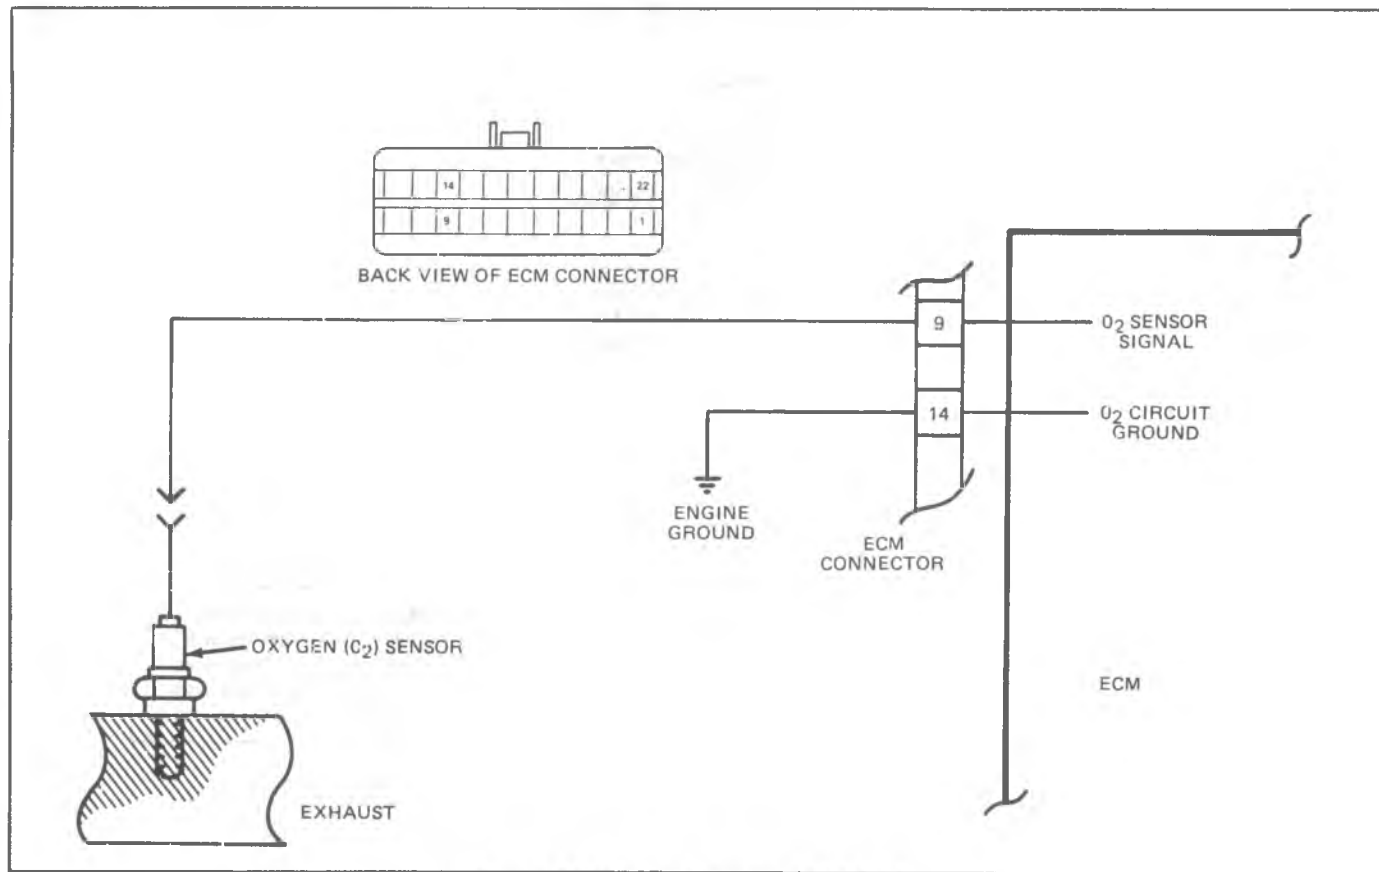 14
22
9
1
BACK VIEW OF ECM CONNECTOR
9
O2 SENSOR
SIGNAL
14
O2 CIRCUIT
GROUND
ENGINE
GROUND
ECM
CONNECTOR
OXYGEN (C2) SENSOR
ECM
EXHAUST